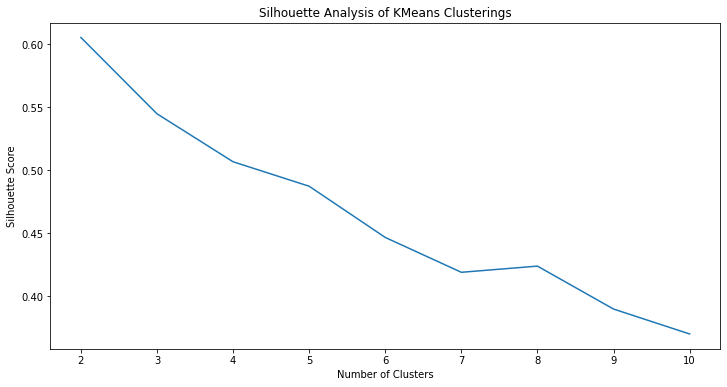 Silhouette Analysis of KMeans Clusterings
Silhouette Score
0.60
0.55
0.50
0.45
0.40
2 3 4 5 6 7 8 9 10
Number of Clusters